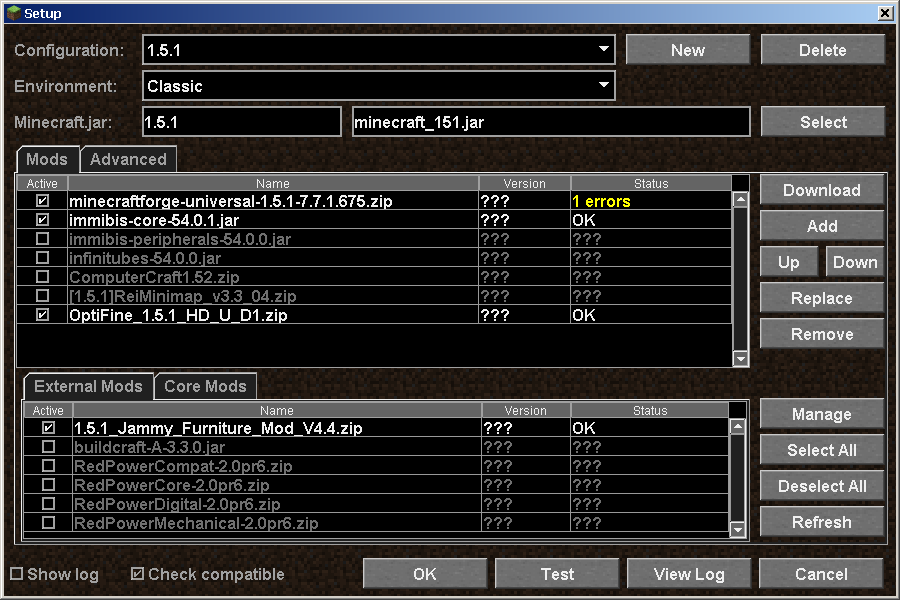 Setup
Configuration: 1.5.1 New Delete
Environment: Classic
Minecraft.jar: 1.5.1 minecraft_151.jar Select
Mods Advanced
Active Name Version Status
minecraftforge-universal-1.5.1-7.7.1.675.zip ??? 1 errors
immibis-core-54.0.1.jar ??? OK
immibis-peripherals-54.0.0.jar ??? ???
infinitubes-54.0.0.jar ??? ???
ComputerCraft1.52.zip ??? ???
[1.5.1]ReiMinimap_v3.3_04.zip ??? ???
OptiFine_1.5.1_HD_U_D1.zip ??? OK
Download
Add
Up Down
Replace
Remove
External Mods Core Mods
Active Name Version Status
1.5.1_Jammy_Furniture_Mod_V4.4.zip ??? OK
buildcraft-A-3.3.0.jar ??? ???
RedPowerCompat-2.0pr6.zip ??? ???
RedPowerCore-2.0pr6.zip ??? ???
RedPowerDigital-2.0pr6.zip ??? ???
RedPowerMechanical-2.0pr6.zip ??? ???
Manage
Select All
Deselect All
Refresh
Show log Check compatible OK Test View Log Cancel